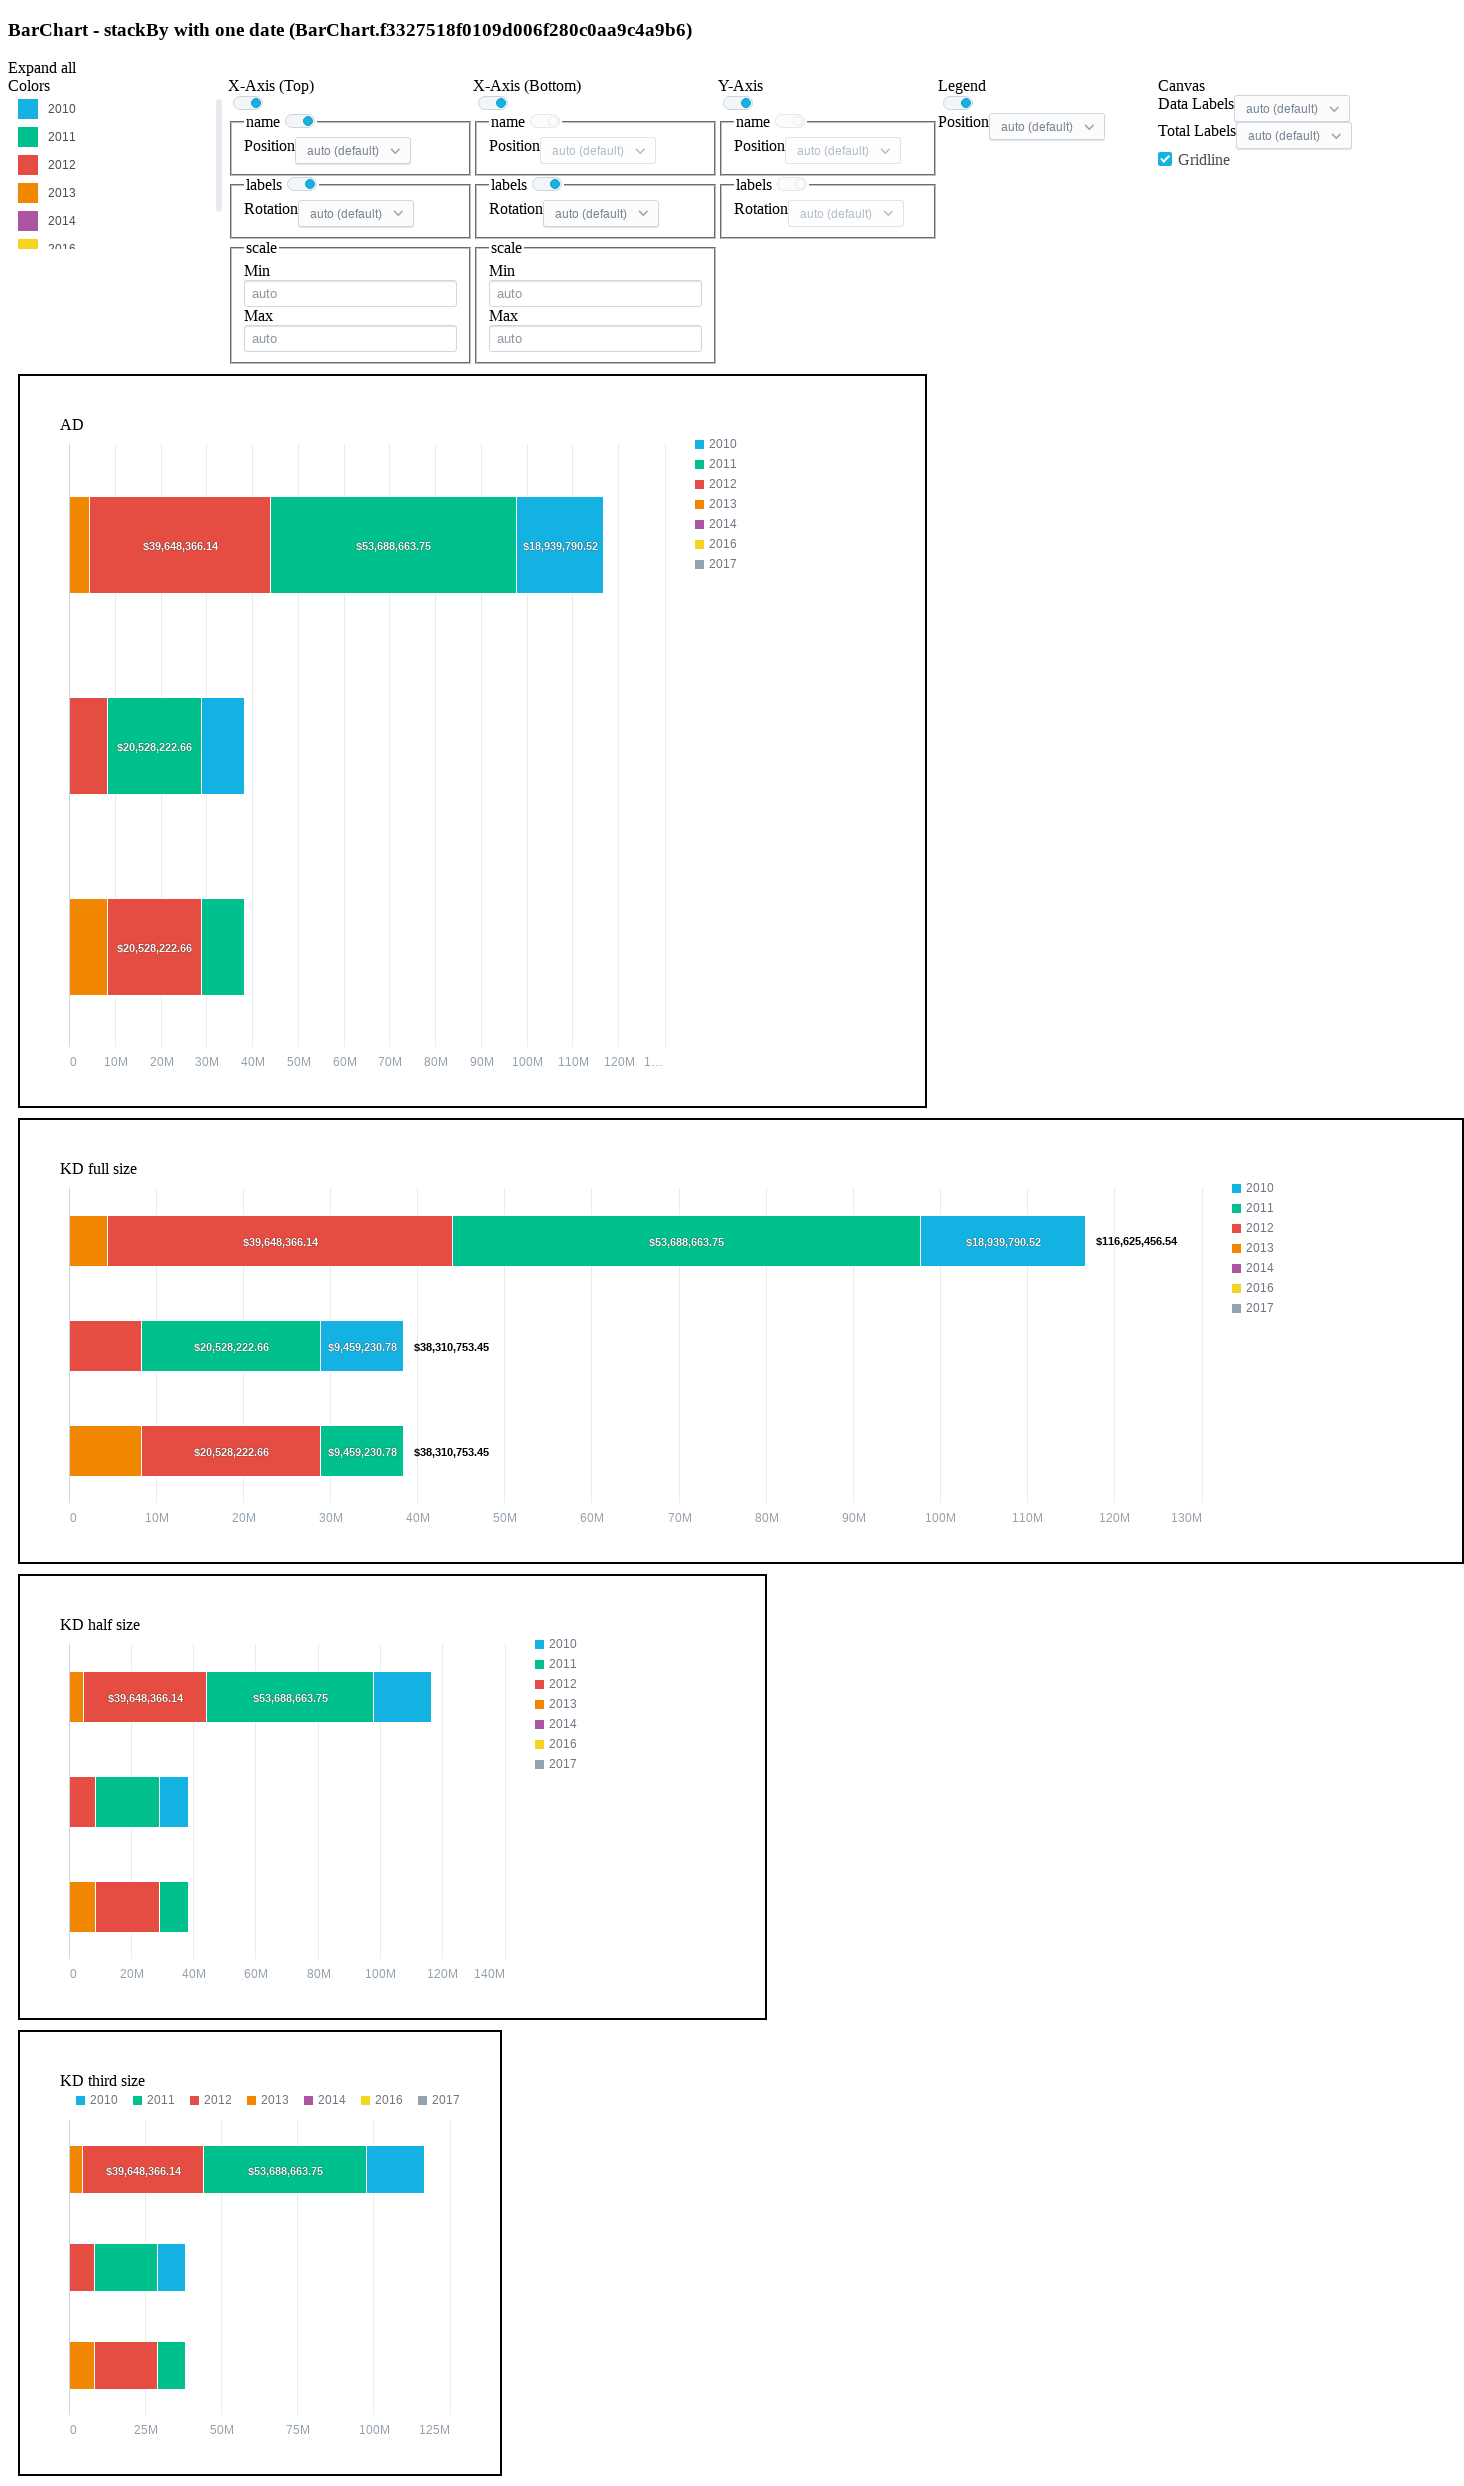 BarChart - stackBy with one date (BarChart.f3327518f0109d006f280c0aa9c4a9b6)
Expand all
Colors
2010
2011
2012
2013
2014
2016
X-Axis (Top)
name
Position auto (default)
labels
Rotation auto (default)
scale
Min
auto
Max
auto
X-Axis (Bottom)
name
Position auto (default)
labels
Rotation auto (default)
scale
Min
auto
Max
auto
Y-Axis
name
Position auto (default)
labels
Rotation auto (default)
Legend
Position auto (default)
Canvas
Data Labels auto (default)
Total Labels auto (default)
Gridline
AD
$39,648,366.14 $53,688,663.75 $18,939,790.52
$20,528,222.66
$20,528,222.66
0 10M 20M 30M 40M 50M 60M 70M 80M 90M 100M 110M 120M 1…
2010
2011
2012
2013
2014
2016
2017
KD full size
$39,648,366.14 $53,688,663.75 $18,939,790.52 $116,625,456.54
$20,528,222.66 $9,459,230.78 $38,310,753.45
$20,528,222.66 $9,459,230.78 $38,310,753.45
0 10M 20M 30M 40M 50M 60M 70M 80M 90M 100M 110M 120M 130M
2010
2011
2012
2013
2014
2016
2017
KD half size
$39,648,366.14 $53,688,663.75
0 20M 40M 60M 80M 100M 120M 140M
2010
2011
2012
2013
2014
2016
2017
KD third size
2010 2011 2012 2013 2014 2016 2017
$39,648,366.14 $53,688,663.75
0 25M 50M 75M 100M 125M